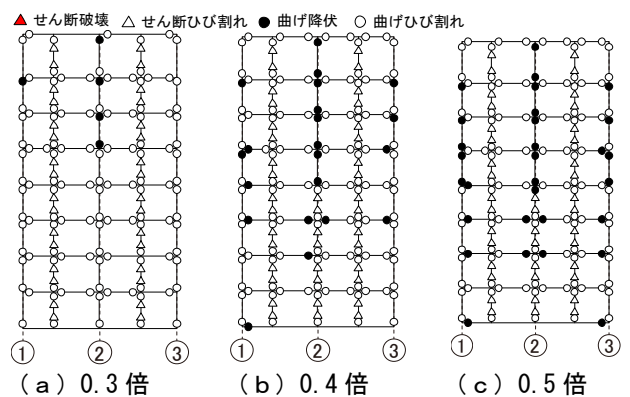 ▲ せん断破壊 △ せん断ひび割れ ● 曲げ降伏 ○ 曲げひび割れ
① ② ③ ① ② ③ ① ② ③
(a) 0.3 倍 (b) 0.4 倍 (c) 0.5 倍